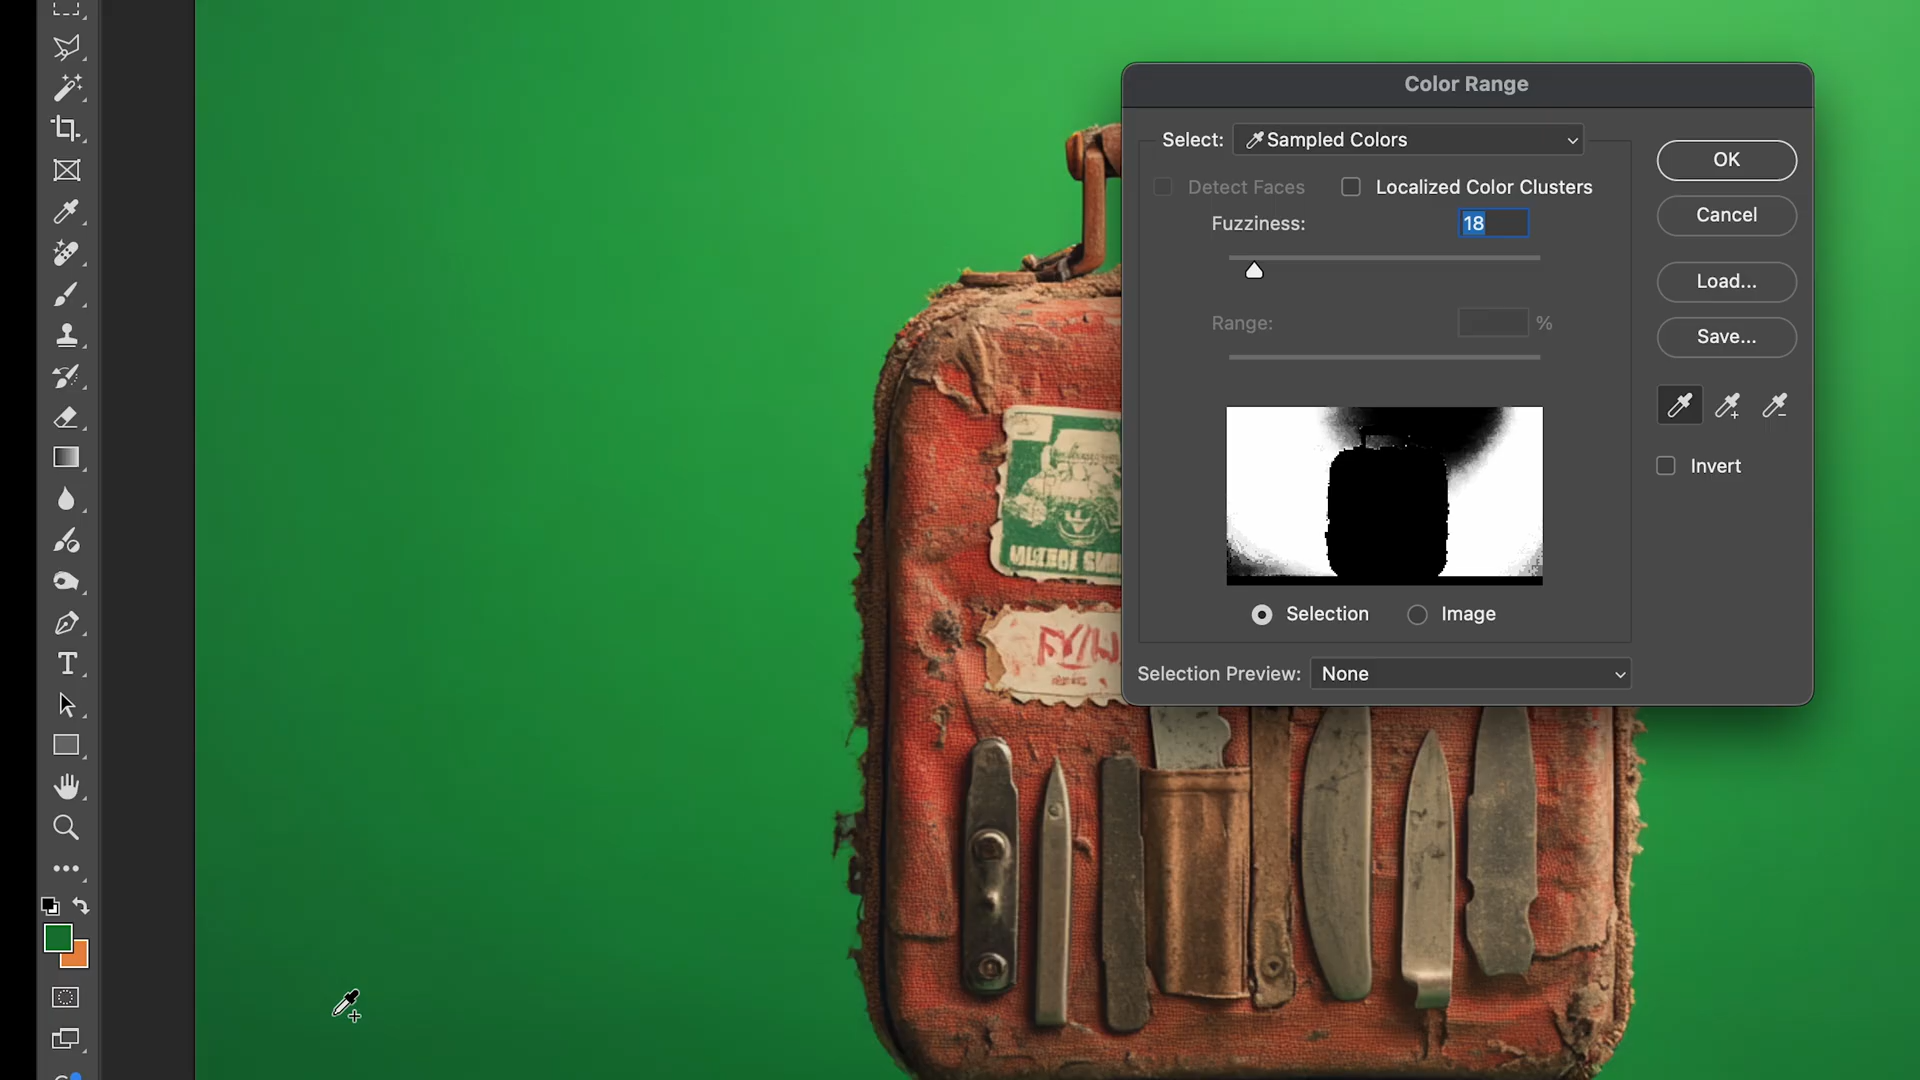 Color Range
Select: Sampled Colors
OK
Detect Faces
Localized Color Clusters
Cancel
Fuzziness: 18
Load...
Range: %
Save...
Invert
Selection
Image
Selection Preview: None